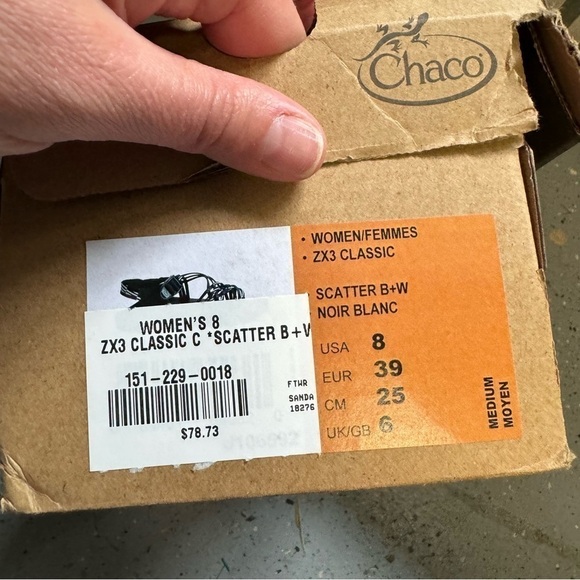 Chaco
• WOMEN/FEMMES
• ZX3 CLASSIC
SCATTER B+W
NOIR BLANC
USA 8
EUR 39
CM 25
UK/GB 6
MEDIUM
MOYEN
WOMEN'S 8
ZX3 CLASSIC C *SCATTER B+V
151-229-0018
FTWR
SANDA
18276
$78.73